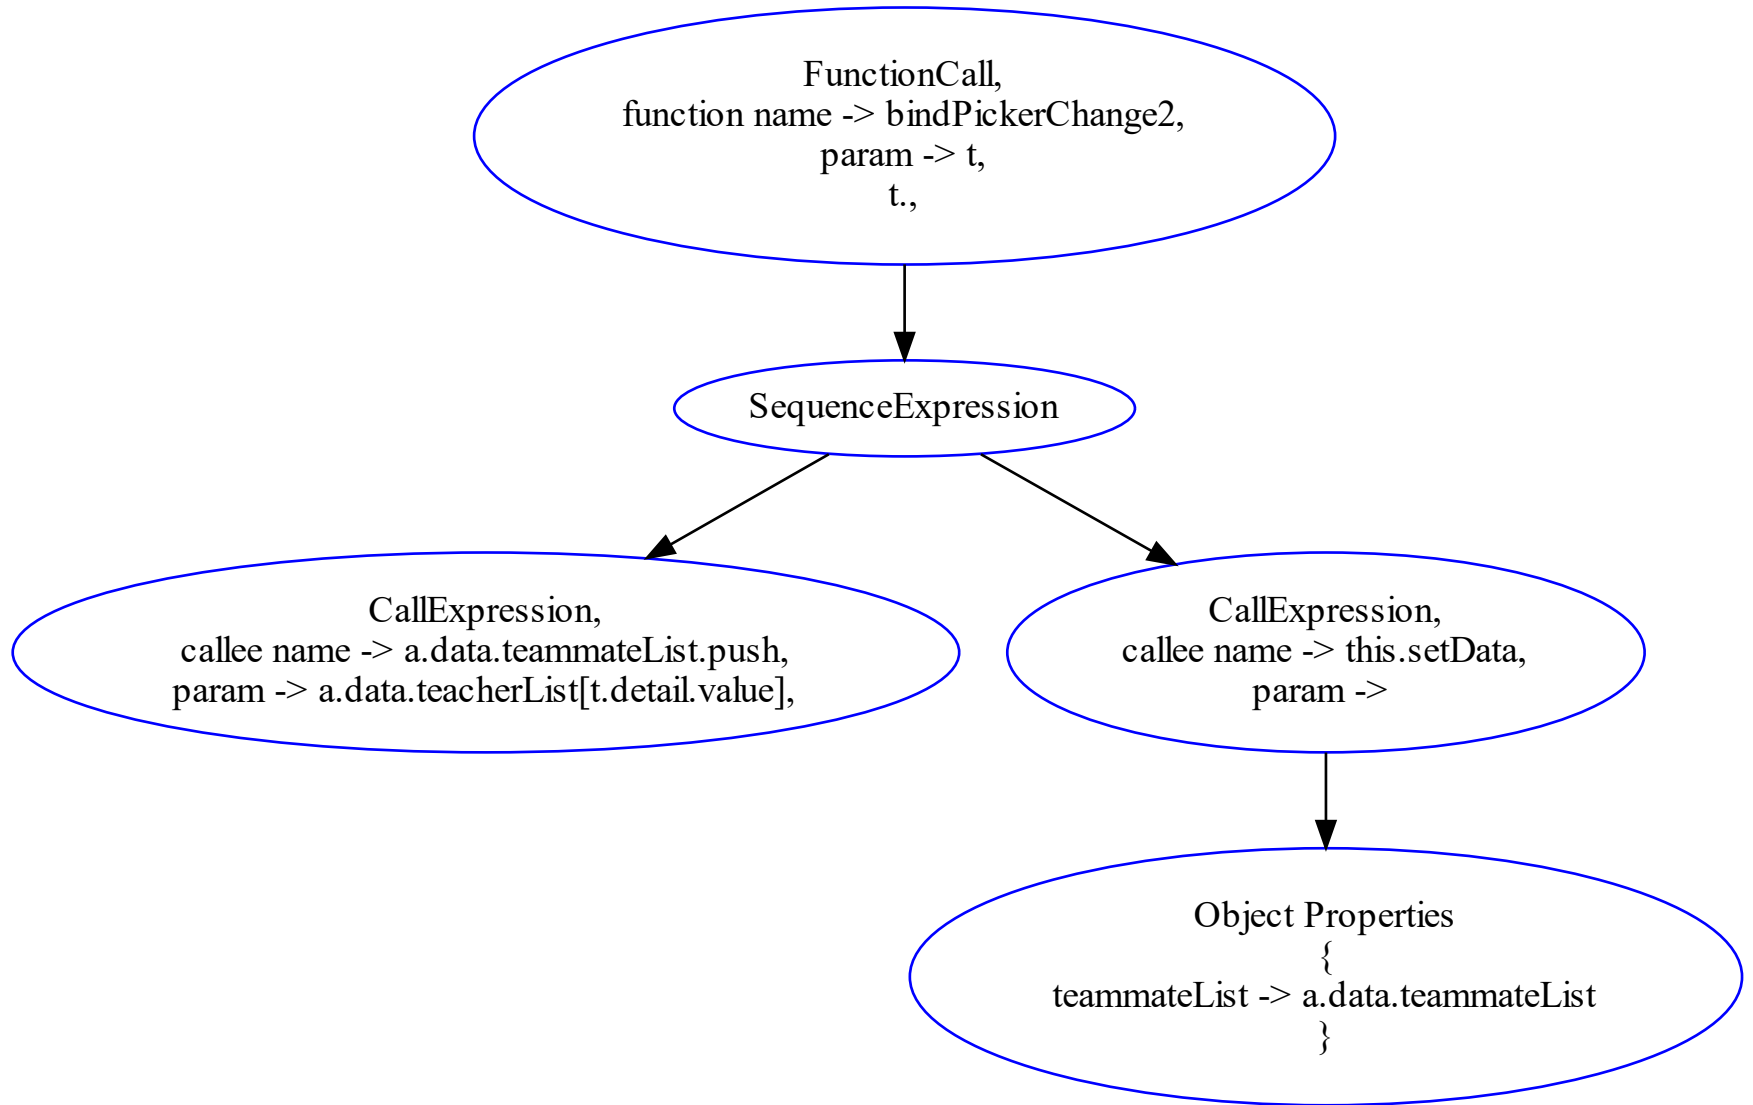 FunctionCall,
function name -> bindPickerChange2,
param -> t,
t.,
SequenceExpression
CallExpression,
callee name -> a.data.teammateList.push,
param -> a.data.teacherList[t.detail.value],
CallExpression,
callee name -> this.setData,
param ->
Object Properties
{
teammateList -> a.data.teammateList
}